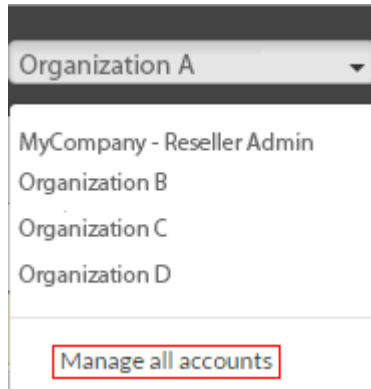 Organization A
MyCompany - Reseller Admin
Organization B
Organization C
Organization D
Manage all accounts